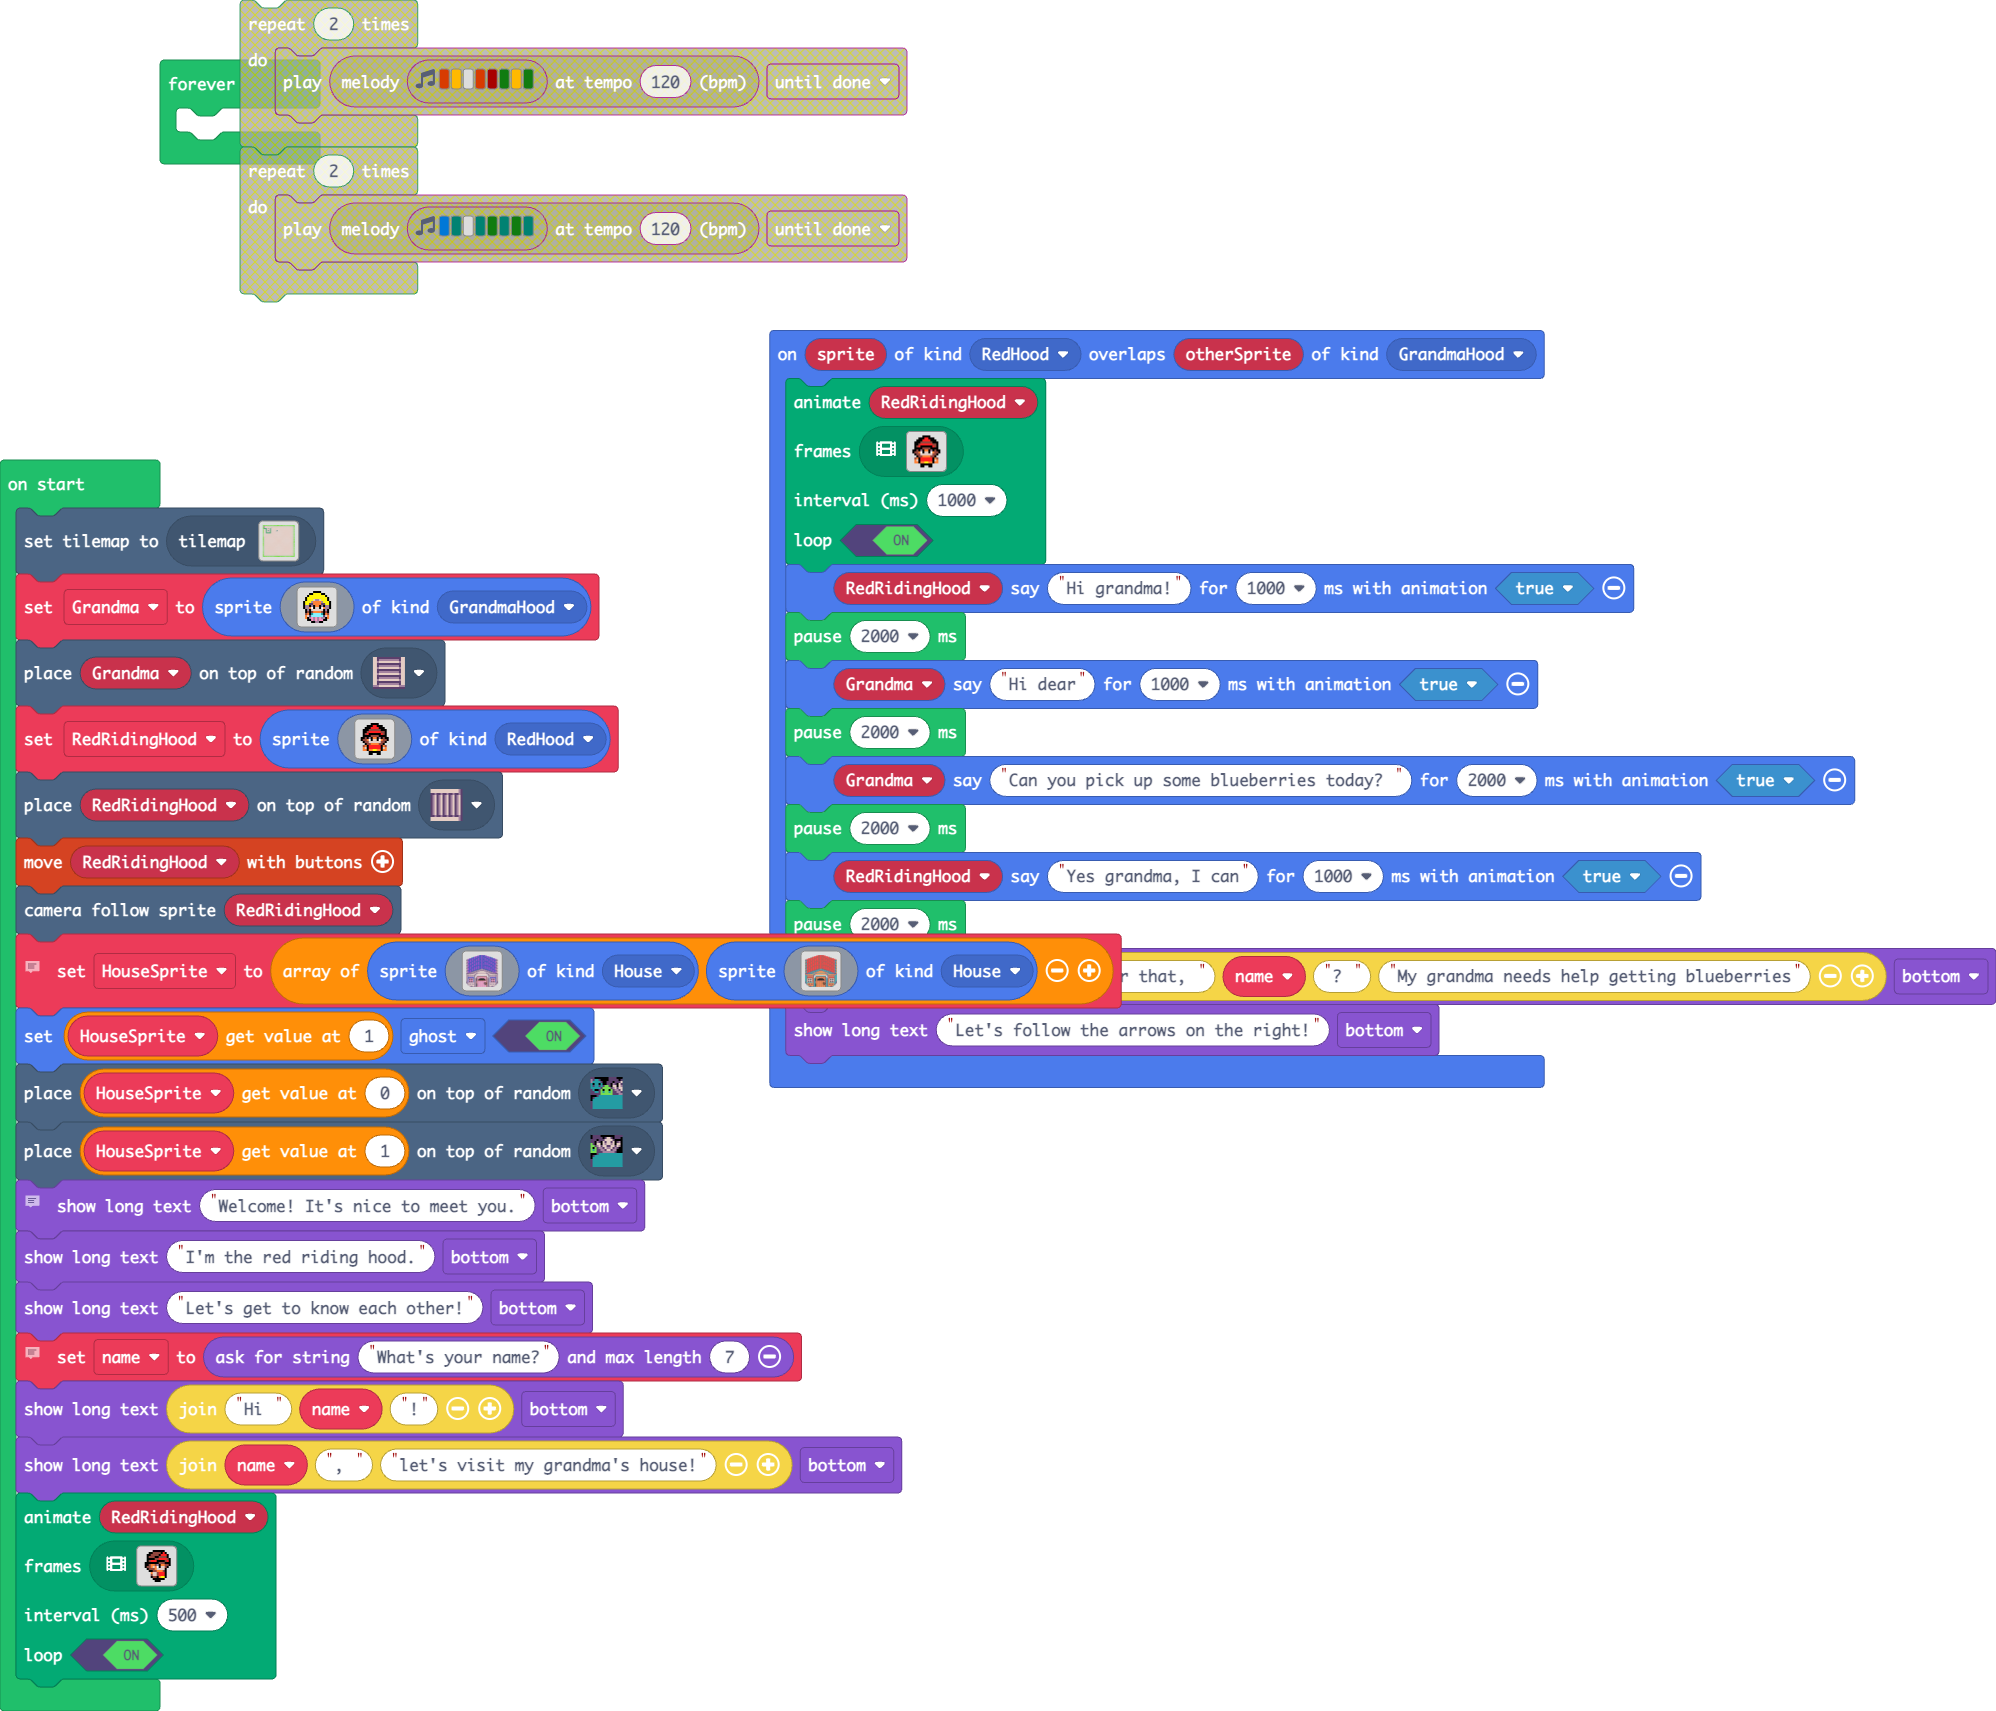 repeat 2 times
do
play melody at tempo 120 (bpm) until done
forever
repeat 2 times
do
play melody at tempo 120 (bpm) until done
on sprite of kind RedHood overlaps otherSprite of kind GrandmaHood
animate RedRidingHood
frames
interval (ms) 1000
loop ON
RedRidingHood say "Hi grandma!" for 1000 ms with animation true
pause 2000 ms
Grandma say "Hi dear" for 1000 ms with animation true
pause 2000 ms
Grandma say "Can you pick up some blueberries today? " for 2000 ms with animation true
pause 2000 ms
RedRidingHood say "Yes grandma, I can" for 1000 ms with animation true
pause 2000 ms
that, " name "? " "My grandma needs help getting blueberries" bottom
show long text "Let's follow the arrows on the right!" bottom
on start
set tilemap to tilemap
set Grandma to sprite of kind GrandmaHood
place Grandma on top of random
set RedRidingHood to sprite of kind RedHood
place RedRidingHood on top of random
move RedRidingHood with buttons
camera follow sprite RedRidingHood
set HouseSprite to array of sprite of kind House sprite of kind House
set HouseSprite get value at 1 ghost ON
place HouseSprite get value at 0 on top of random
place HouseSprite get value at 1 on top of random
show long text "Welcome! It's nice to meet you." bottom
show long text "I'm the red riding hood." bottom
show long text "Let's get to know each other!" bottom
set name to ask for string "What's your name?" and max length 7
show long text join "Hi " name "!" bottom
show long text join name ", " "let's visit my grandma's house!" bottom
animate RedRidingHood
frames
interval (ms) 500
loop ON